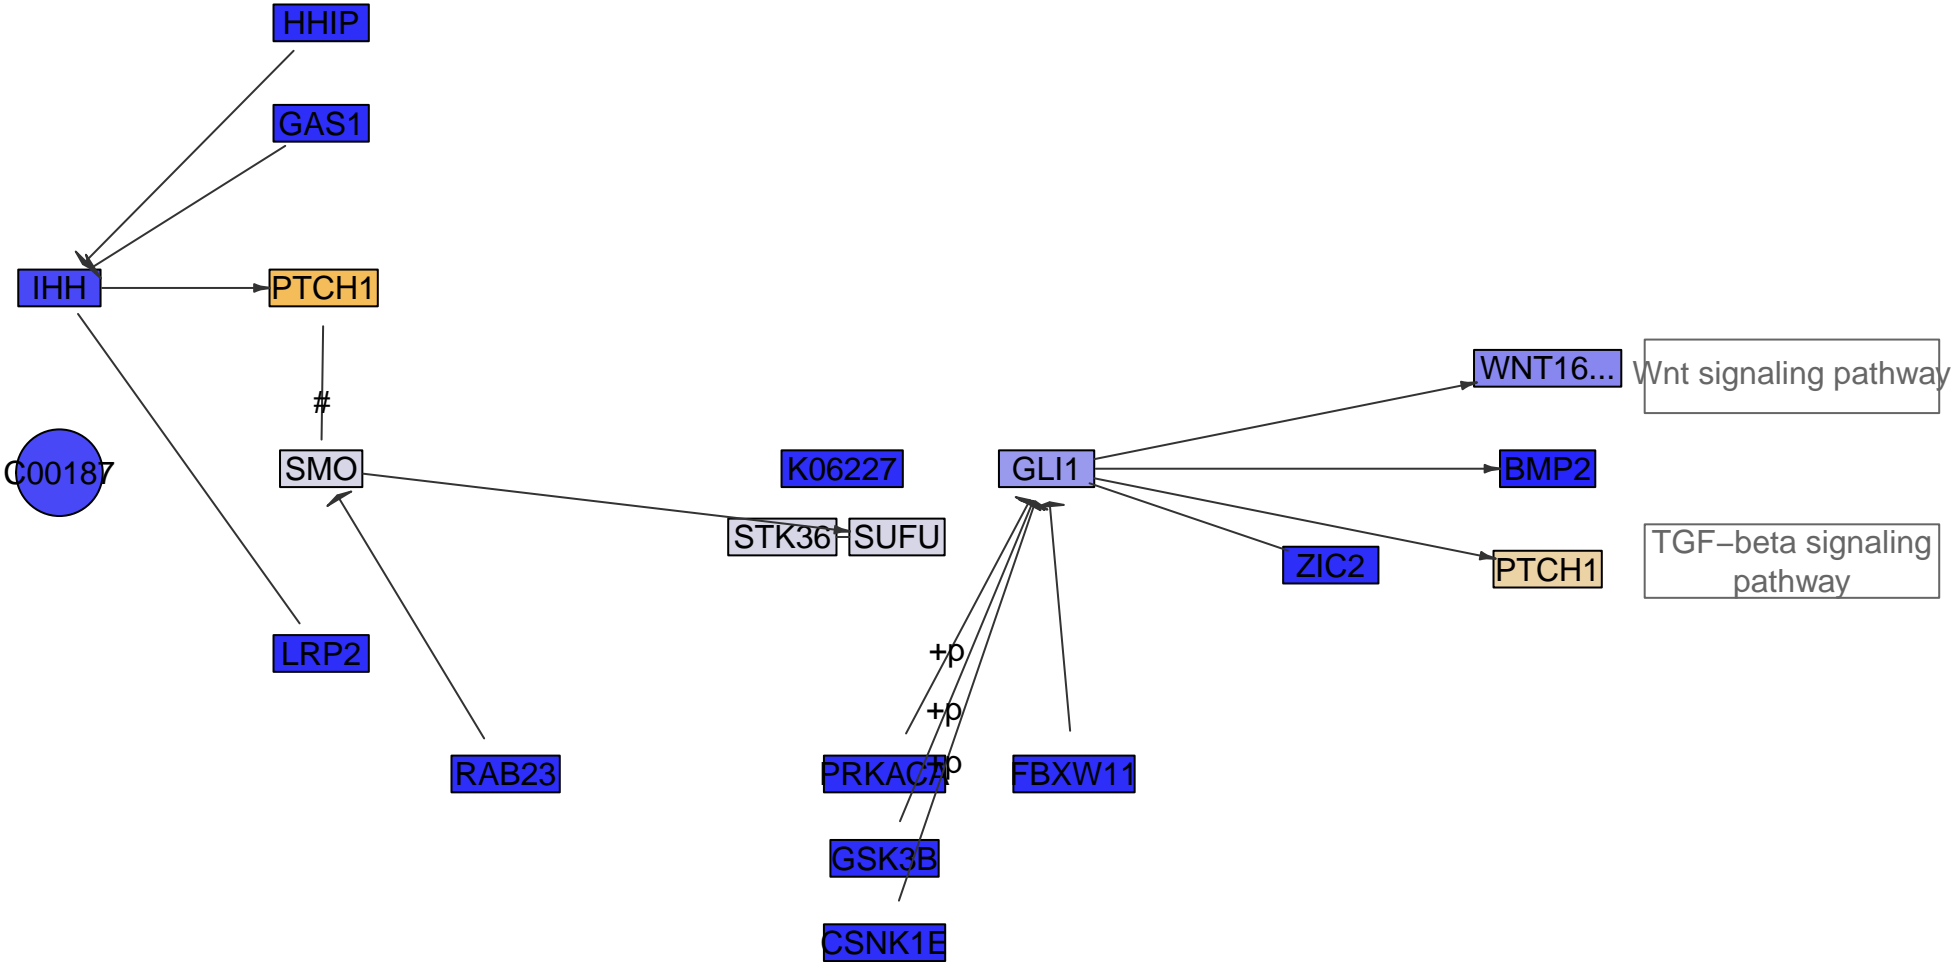 HHIP
GAS1
IHH
PTCH1
WNT16...
Wnt signaling pathway
#
C00187
SMO
K06227
GLI1
BMP2
STK36
SUFU
ZIC2
PTCH1
TGF−beta signaling
pathway
LRP2
+p
+p
+p
RAB23
PRKACA
FBXW11
GSK3B
CSNK1E